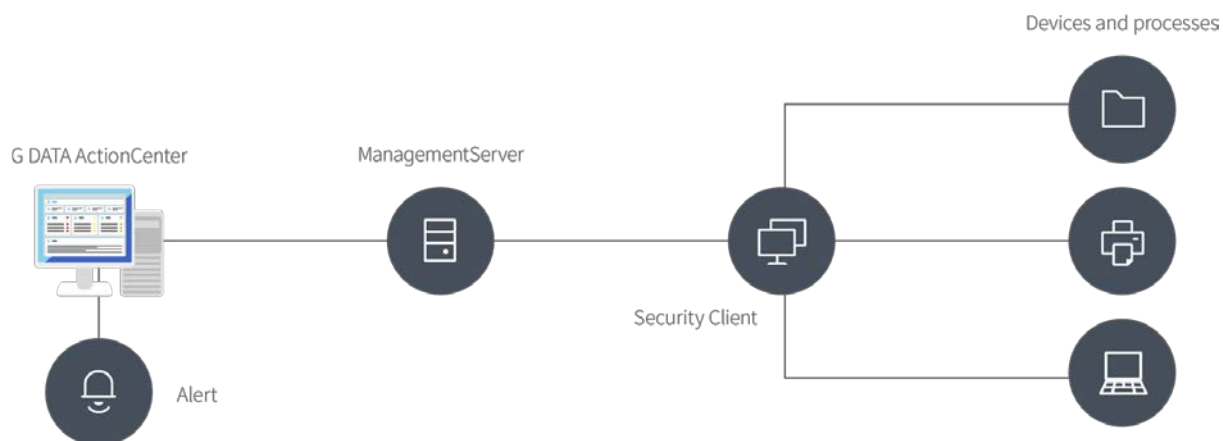 Devices and processes
G DATA ActionCenter
ManagementServer
Security Client
Alert